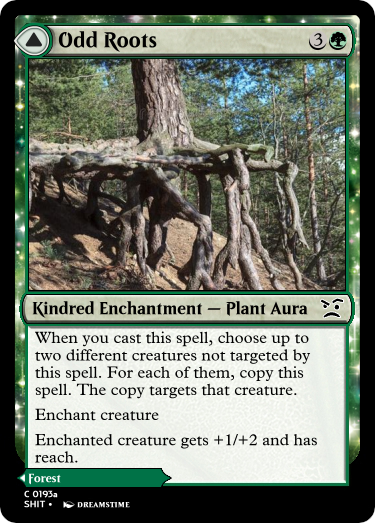 Odd Roots 3
Kindred Enchantment — Plant Aura
When you cast this spell, choose up to
two different creatures not targeted by
this spell. For each of them, copy this
spell. The copy targets that creature.
Enchant creature
Enchanted creature gets +1/+2 and has
reach.
Forest
C 0193a
SHIT • DREAMSTIME